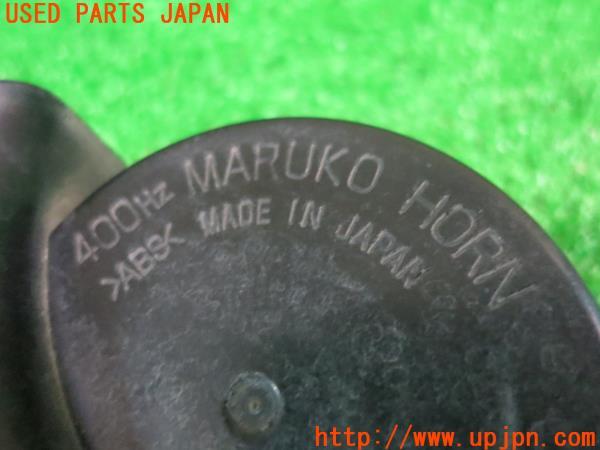 USED PARTS JAPAN
400Hz MARUKO HORN
>ABS< MADE IN JAPAN
http://www.upjpn.com